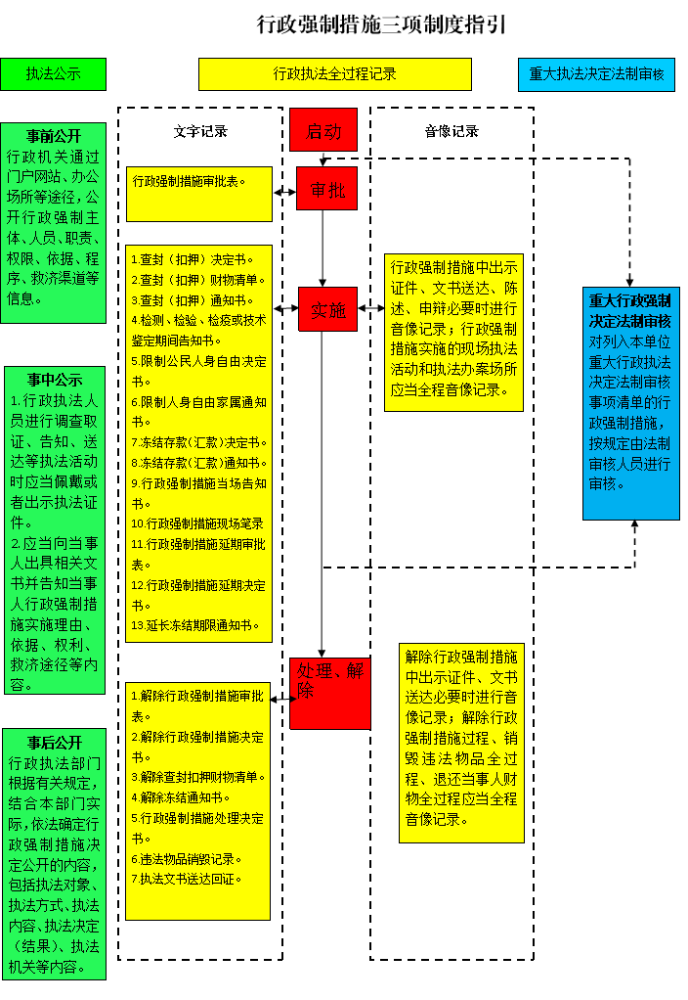 行政强制措施三项制度指引
执法公示
行政执法全过程记录
重大执法决定法制审核
事前公开
行政机关通过
门户网站、办公
场所等途径，公
开行政强制主
体、人员、职责、
权限、依据、程
序、救济渠道等
信息。
事中公示
1.行政执法人
员进行调查取
证、告知、送
达等执法活动
时应当佩戴或
者出示执法证
件。
2.应当向当事
人出具相关文
书并告知当事
人行政强制措
施实施理由、
依据、权利、
救济途径等内
容。
事后公开
行政执法部门
根据有关规定，
结合本部门实
际，依法确定行
政强制措施决
定公开的内容，
包括执法对象、
执法方式、执法
内容、执法决定
（结果）、执法
机关等内容。
文字记录
行政强制措施审批表。
1.查封（扣押）决定书。
2.查封（扣押）财物清单。
3.查封（扣押）通知书。
4.检测、检验、检疫或技术
鉴定期间告知书。
5.限制公民人身自由决定
书。
6.限制人身自由家属通知
书。
7.冻结存款（汇款）决定书。
8.冻结存款（汇款）通知书。
9.行政强制措施当场告知
书。
10.行政强制措施现场笔录
11.行政强制措施延期审批
表。
12.行政强制措施延期决定
书。
13.延长冻结期限通知书。
1.解除行政强制措施审批
表。
2.解除行政强制措施决定
书。
3.解除查封扣押财物清单。
4.解除冻结通知书。
5.行政强制措施处理决定
书。
6.违法物品销毁记录。
7.执法文书送达回证。
启动
审批
实施
处理、解
除
音像记录
行政强制措施中出示
证件、文书送达、陈
述、申辩必要时进行
音像记录；行政强制
措施实施的现场执法
活动和执法办案场所
应当全程音像记录。
解除行政强制措施
中出示证件、文书
送达必要时进行音
像记录；解除行政
强制措施过程、销
毁违法物品全过
程、退还当事人财
物全过程应当全程
音像记录。
重大行政强制
决定法制审核
对列入本单位
重大行政执法
决定法制审核
事项清单的行
政强制措施，
按规定由法制
审核人员进行
审核。